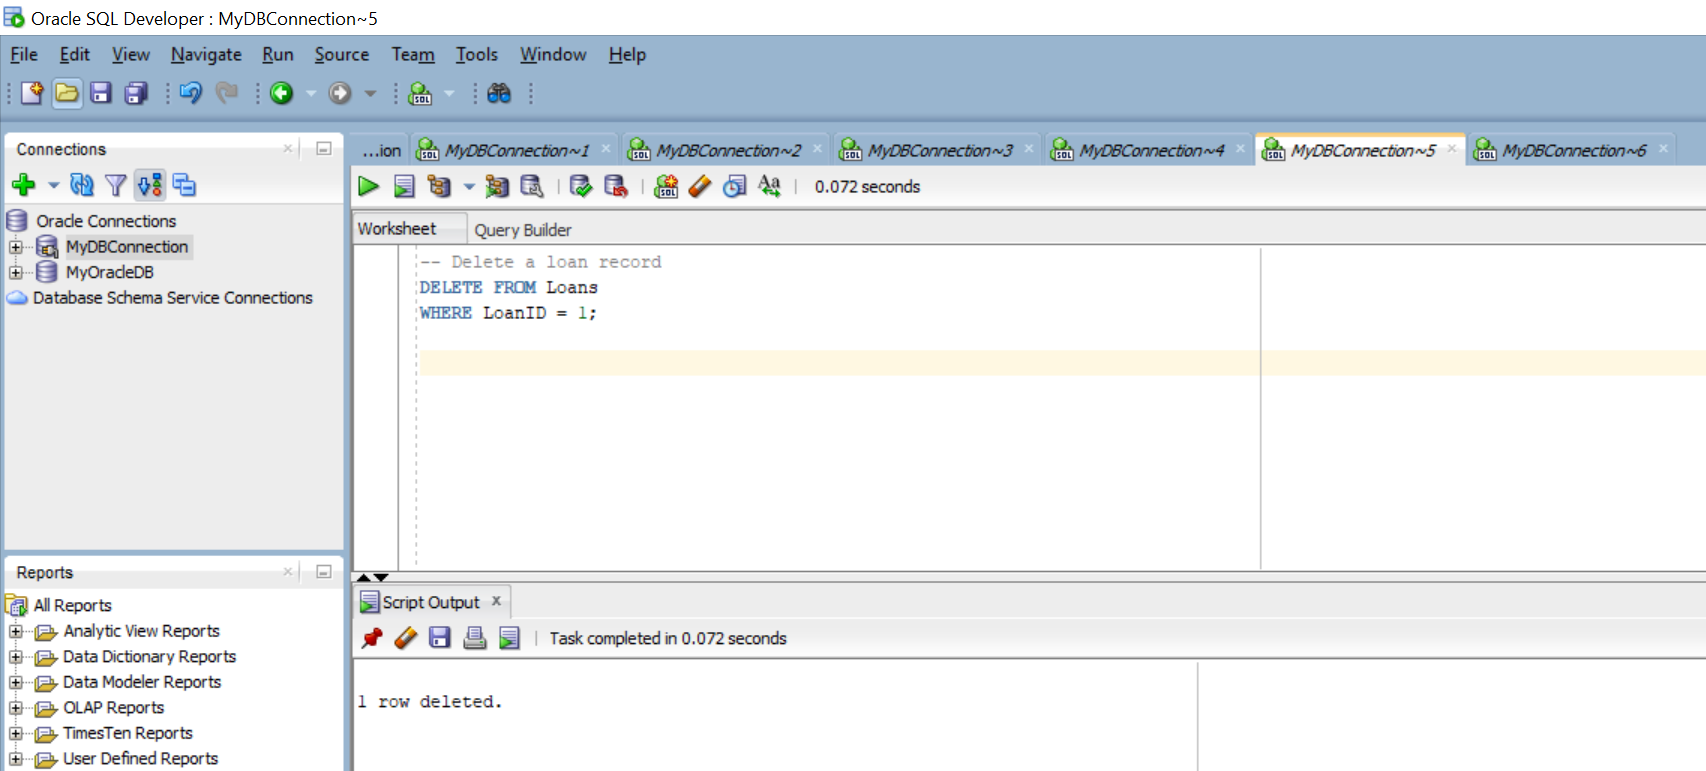 Oracle SQL Developer : MyDBConnection~5
File Edit View Navigate Run Source Team Tools Window Help
SQL
Connections
...ion MyDBConnection~1 MyDBConnection~2 MyDBConnection~3 MyDBConnection~4 MyDBConnection~5 MyDBConnection~6
0.072 seconds
Oracle Connections
MyDBConnection
MyOracleDB
Database Schema Service Connections
Worksheet Query Builder
-- Delete a loan record
DELETE FROM Loans
WHERE LoanID = 1;
Reports
All Reports
Analytic View Reports
Data Dictionary Reports
Data Modeler Reports
OLAP Reports
TimesTen Reports
User Defined Reports
Script Output
Task completed in 0.072 seconds
1 row deleted.